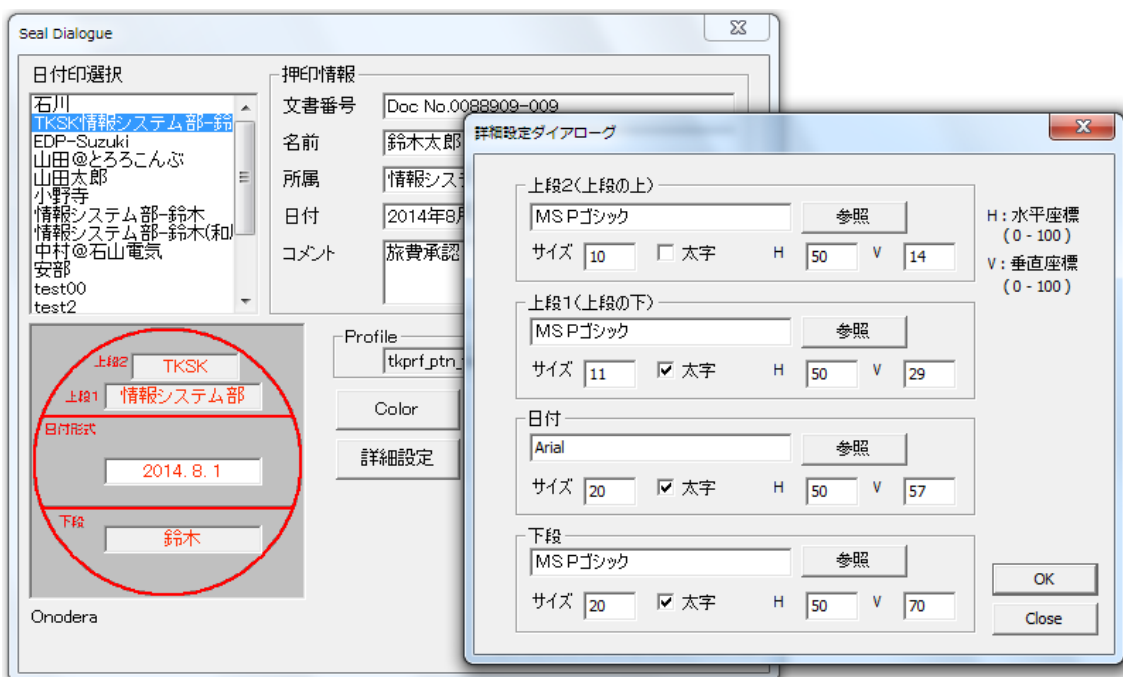 Seal Dialogue
日付印選択
石川
TKSK情報システム部-鈴
EDP-Suzuki
山田@とろろこんぶ
山田太郎
小野寺
情報システム部-鈴木
情報システム部-鈴木(和
中村@石山電気
安部
test00
test2
押印情報
文書番号 Doc No.0088909-009
名前 鈴木太郎
所属 情報シス
日付 2014年8
コメント 旅費承認
上段2 TKSK
上段1 情報システム部
日付形式
2014. 8. 1
下段
鈴木
Onodera
Profile
tkprf_ptn_
Color
詳細設定
詳細設定ダイアローグ
上段2(上段の上)
MS Pゴシック 参照
サイズ 10 太字 H 50 V 14
上段1(上段の下)
MS Pゴシック 参照
サイズ 11 太字 H 50 V 29
日付
Arial 参照
サイズ 20 太字 H 50 V 57
下段
MS Pゴシック 参照
サイズ 20 太字 H 50 V 70
H:水平座標
(0-100)
V:垂直座標
(0-100)
OK
Close